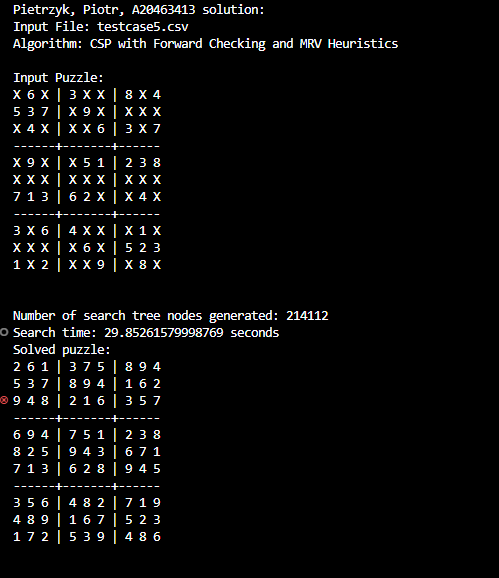 Pietrzyk, Piotr, A20463413 solution:
Input File: testcase5.csv
Algorithm: CSP with Forward Checking and MRV Heuristics
Input Puzzle:
X 6 X | 3 X X | 8 X 4
5 3 7 | X 9 X | X X X
X 4 X | X X 6 | 3 X 7
------+-------+------
X 9 X | X 5 1 | 2 3 8
X X X | X X X | X X X
7 1 3 | 6 2 X | X 4 X
------+-------+------
3 X 6 | 4 X X | X 1 X
X X X | X 6 X | 5 2 3
1 X 2 | X X 9 | X 8 X
Number of search tree nodes generated: 214112
Search time: 29.85261579998769 seconds
Solved puzzle:
2 6 1 | 3 7 5 | 8 9 4
5 3 7 | 8 9 4 | 1 6 2
9 4 8 | 2 1 6 | 3 5 7
------+-------+------
6 9 4 | 7 5 1 | 2 3 8
8 2 5 | 9 4 3 | 6 7 1
7 1 3 | 6 2 8 | 9 4 5
------+-------+------
3 5 6 | 4 8 2 | 7 1 9
4 8 9 | 1 6 7 | 5 2 3
1 7 2 | 5 3 9 | 4 8 6